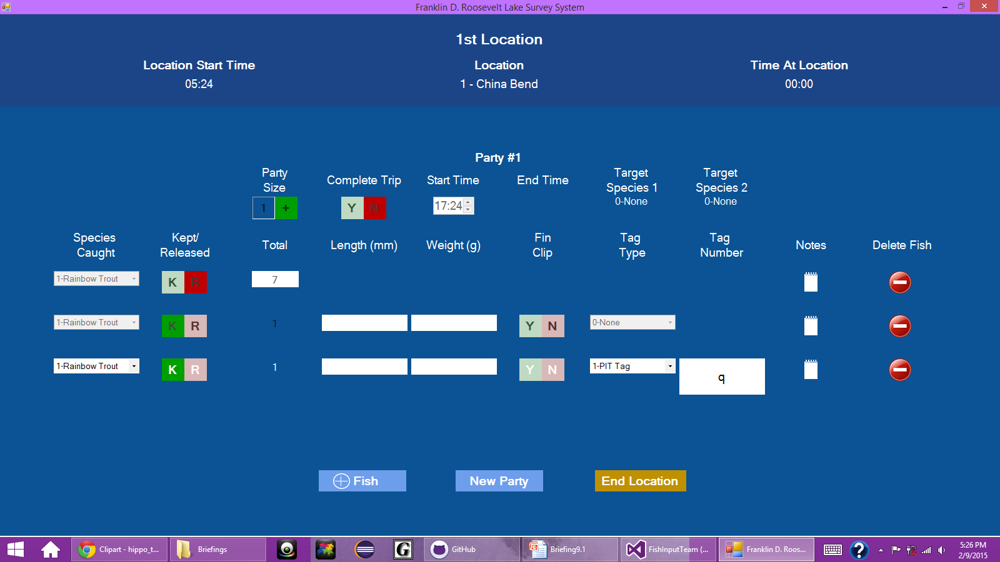 Franklin D. Roosevelt Lake Survey System
1st Location
Location Start Time
Location
Time At Location
05:24
1 - China Bend
00:00
Party #1
Party
Size
Complete Trip
Start Time
End Time
Target
Species 1
Target
Species 2
0-None
0-None
1
+
Y
N
17:24
Species
Caught
Kept/
Released
Total
Length (mm)
Weight (g)
Fin
Clip
Tag
Type
Tag
Number
Notes
Delete Fish
1-Rainbow Trout
K
R
7
1-Rainbow Trout
K
R
1
Y
N
0-None
1-Rainbow Trout
K
R
1
Y
N
1-PIT Tag
q
Fish
New Party
End Location
Clipart - hippo_t...
Briefings
G
GitHub
Briefing9.1
FishInputTeam (...
Franklin D. Roos...
?
5:26 PM
2/9/2015